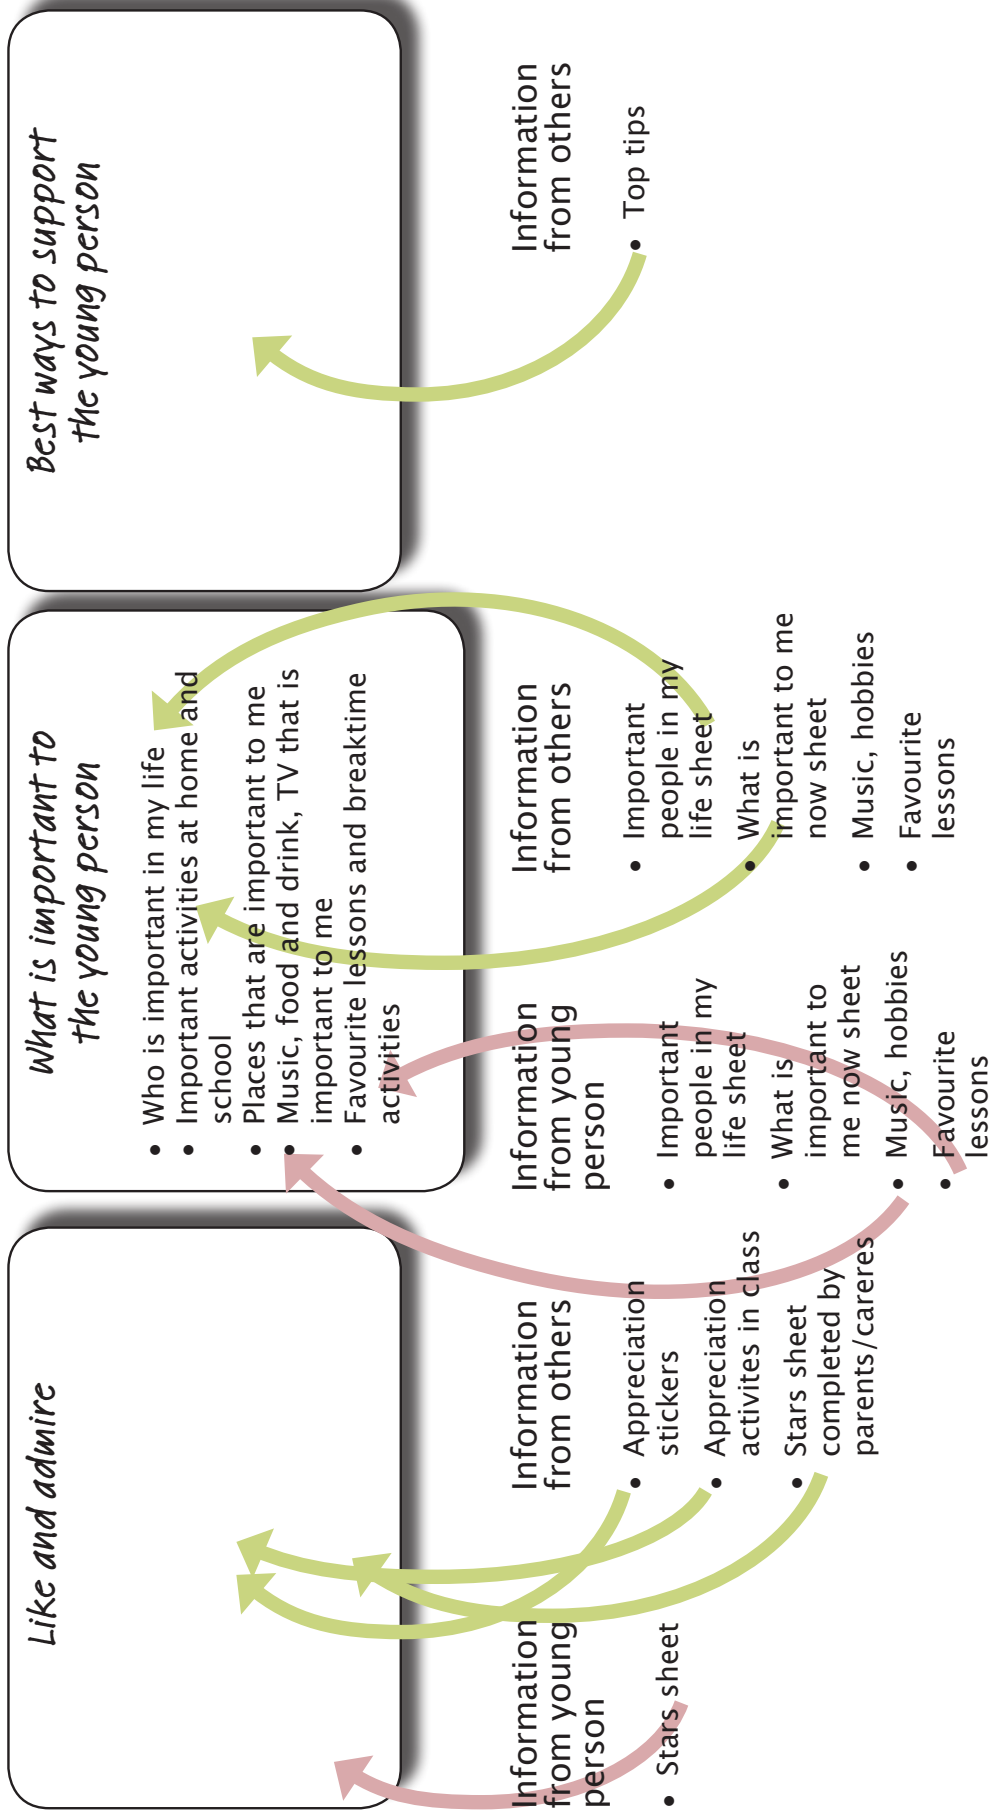 Like and admire
Information
from young
person
• Stars sheet
Information
from others
• Appreciation
stickers
• Appreciation
activites in class
• Stars sheet
completed by
parents/careres
What is important to
the young person
• Who is important in my life
• Important activities at home and
school
• Places that are important to me
• Music, food and drink, TV that is
important to me
• Favourite lessons and breaktime
activities
Information
from young
person
• Important
people in my
life sheet
• What is
important to
me now sheet
• Music, hobbies
• Favourite
lessons
Information
from others
• Important
people in my
life sheet
• What is
important to me
now sheet
• Music, hobbies
• Favourite
lessons
Best ways to support
the young person
Information
from others
• Top tips